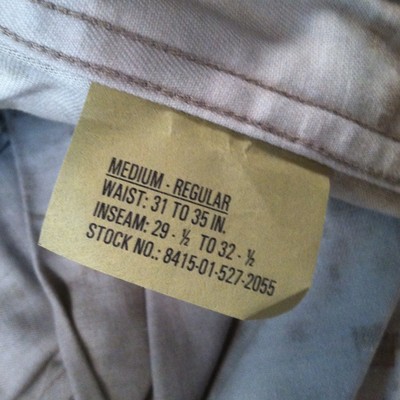 MEDIUM - REGULAR
WAIST: 31 TO 35 IN.
INSEAM: 29 - ½ TO 32 - ½
STOCK NO.: 8415-01-527-2055